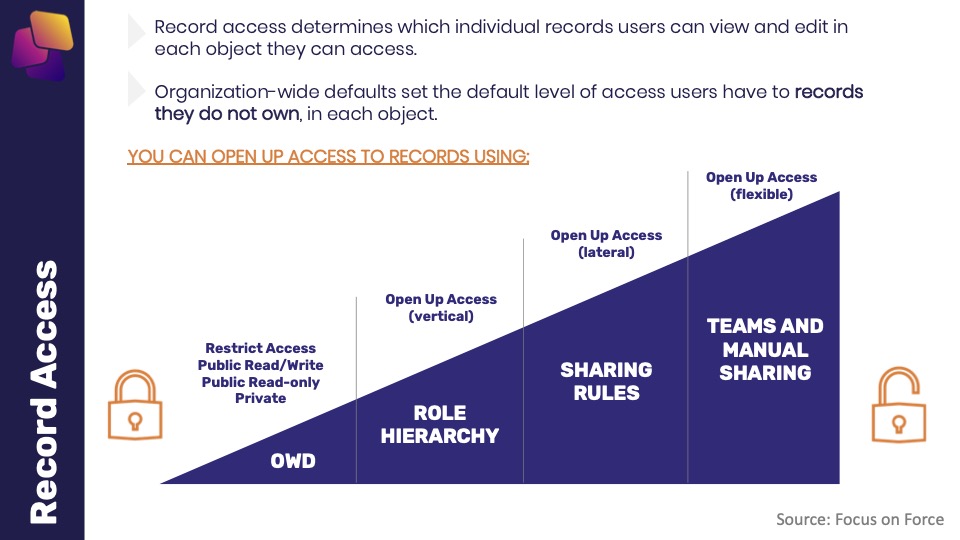 Record Access
Record access determines which individual records users can view and edit in
each object they can access.
Organization-wide defaults set the default level of access users have to records
they do not own, in each object.
YOU CAN OPEN UP ACCESS TO RECORDS USING:
Restrict Access
Public Read/Write
Public Read-only
Private
OWD
Open Up Access
(vertical)
ROLE
HIERARCHY
Open Up Access
(lateral)
SHARING
RULES
Open Up Access
(flexible)
TEAMS AND
MANUAL
SHARING
Source: Focus on Force